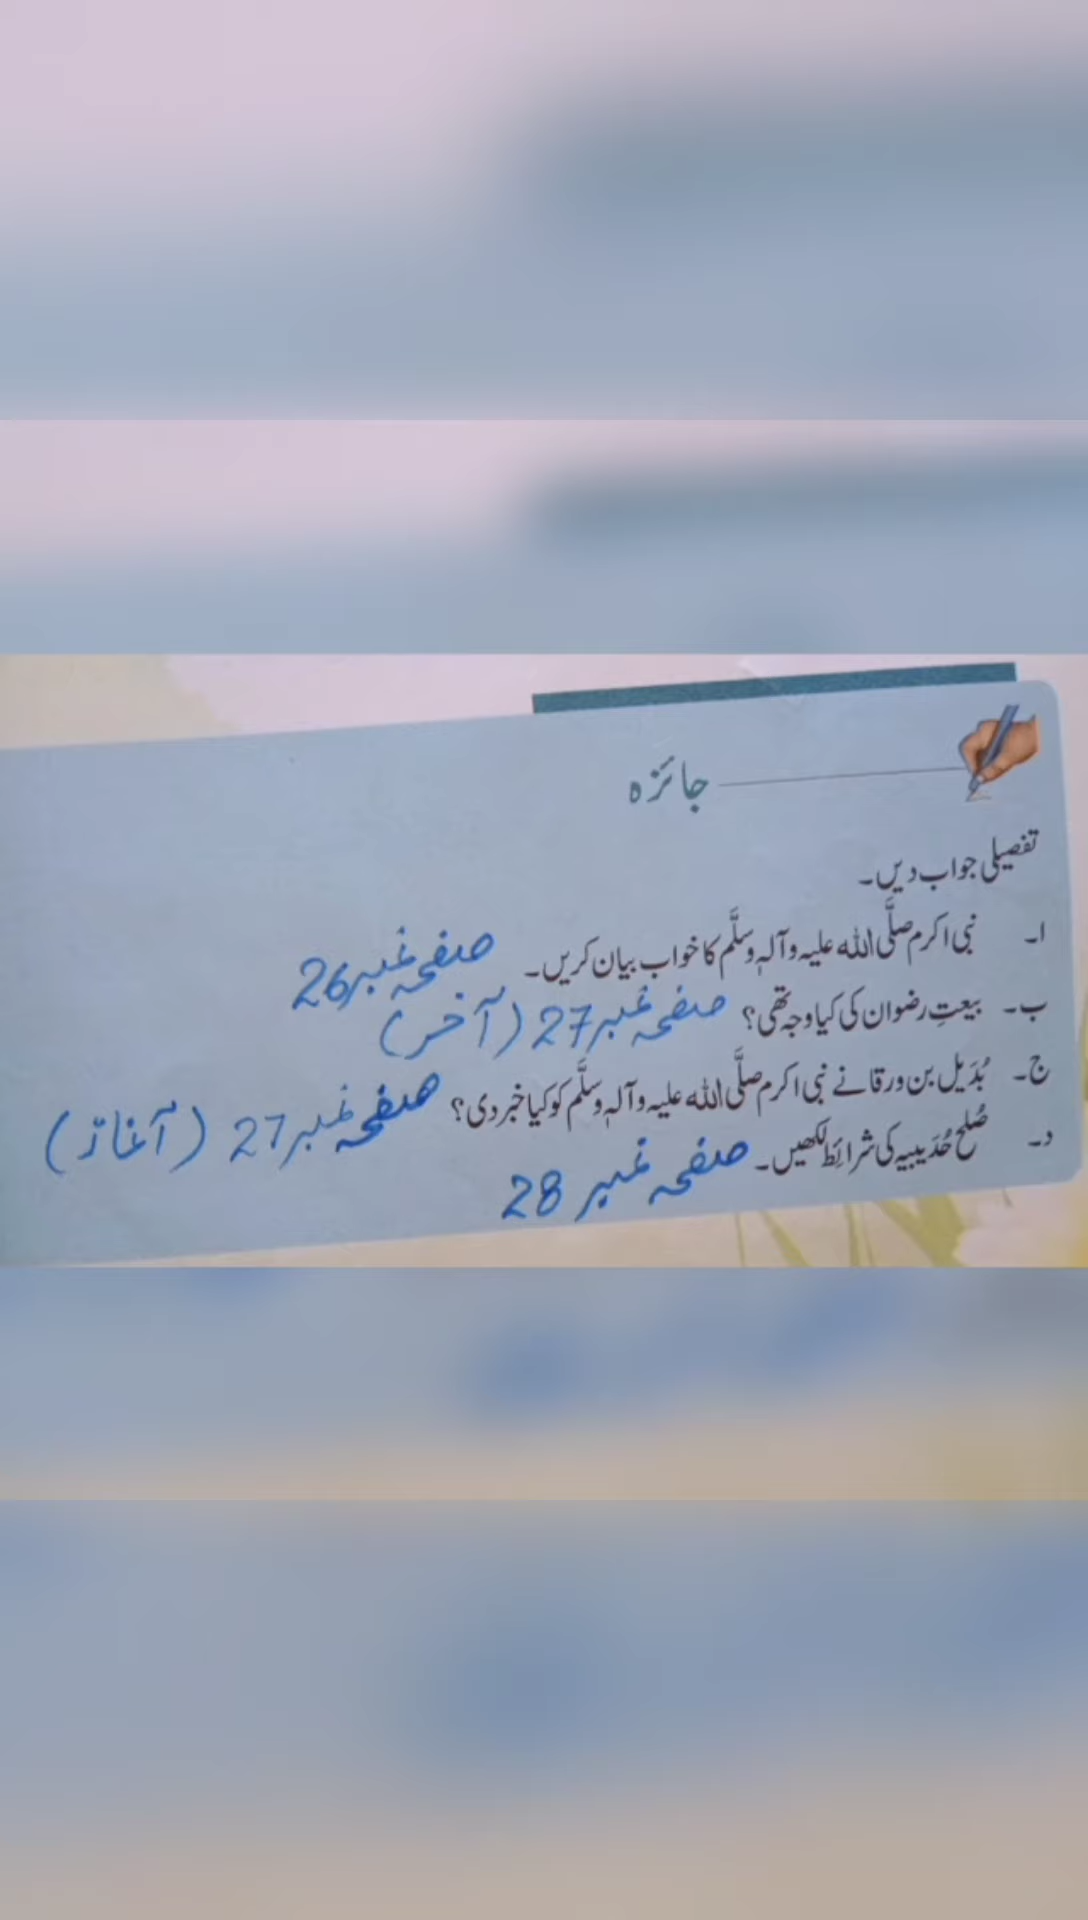 جائزہ
تفصیلی جواب دیں۔
ا۔ نبی اکرم صلَّی اللہ علیہ وآلہٖ وسلَّم کا خواب بیان کریں۔ صفحہ نمبر 26
ب۔ بیعتِ رضوان کی کیا وجہ تھی؟ صفحہ نمبر 27 (آخر)
ج۔ بُدَیل بن ورقا نے نبی اکرم صلَّی اللہ علیہ وآلہٖ وسلَّم کو کیا خبر دی؟ صفحہ نمبر 27 (آغاز)
د۔ صُلح حُدَیبیہ کی شرائط لکھیں۔ صفحہ نمبر 28